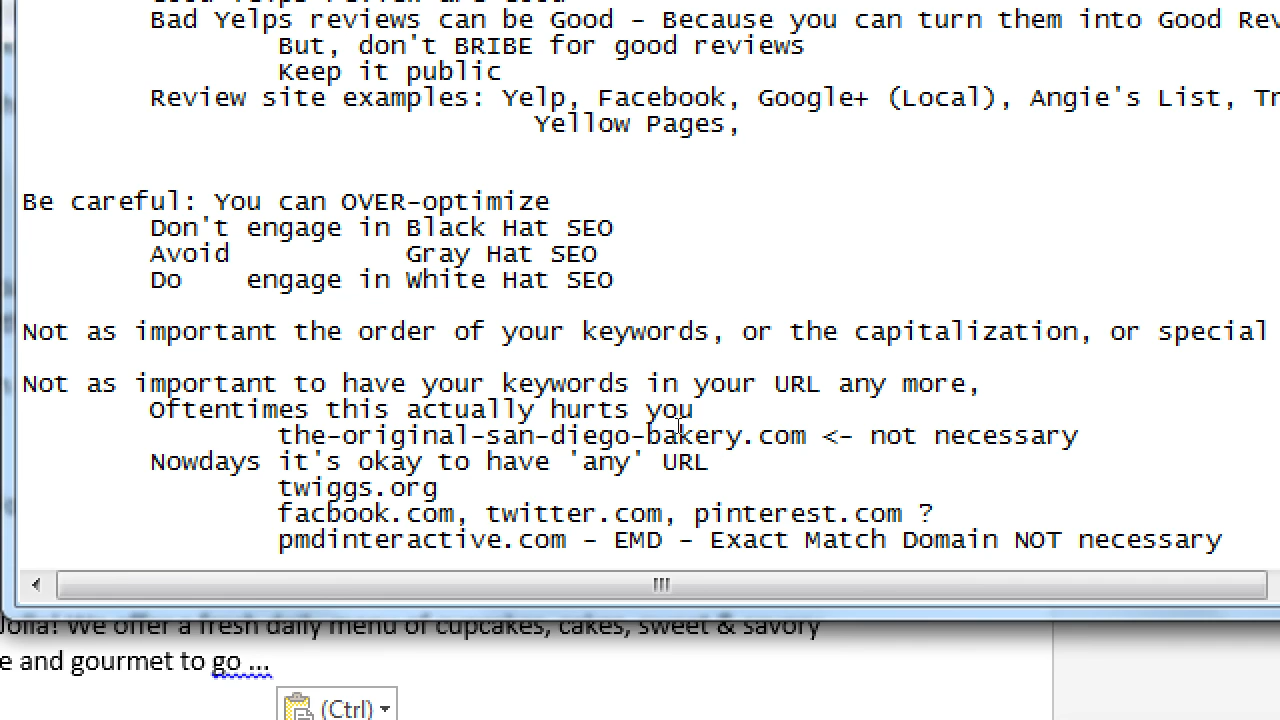 Bad Yelps reviews can be Good - Because you can turn them into Good Rev
But, don't BRIBE for good reviews
Keep it public
Review site examples: Yelp, Facebook, Google+ (Local), Angie's List, Tr
Yellow Pages,
Be careful: You can OVER-optimize
Don't engage in Black Hat SEO
Avoid Gray Hat SEO
Do engage in White Hat SEO
Not as important the order of your keywords, or the capitalization, or special
Not as important to have your keywords in your URL any more,
Oftentimes this actually hurts you
the-original-san-diego-bakery.com <- not necessary
Nowdays it's okay to have 'any' URL
twiggs.org
facbook.com, twitter.com, pinterest.com ?
pmdinteractive.com - EMD - Exact Match Domain NOT necessary
Jolla! We offer a fresh daily menu of cupcakes, cakes, sweet & savory
e and gourmet to go ...
(Ctrl)